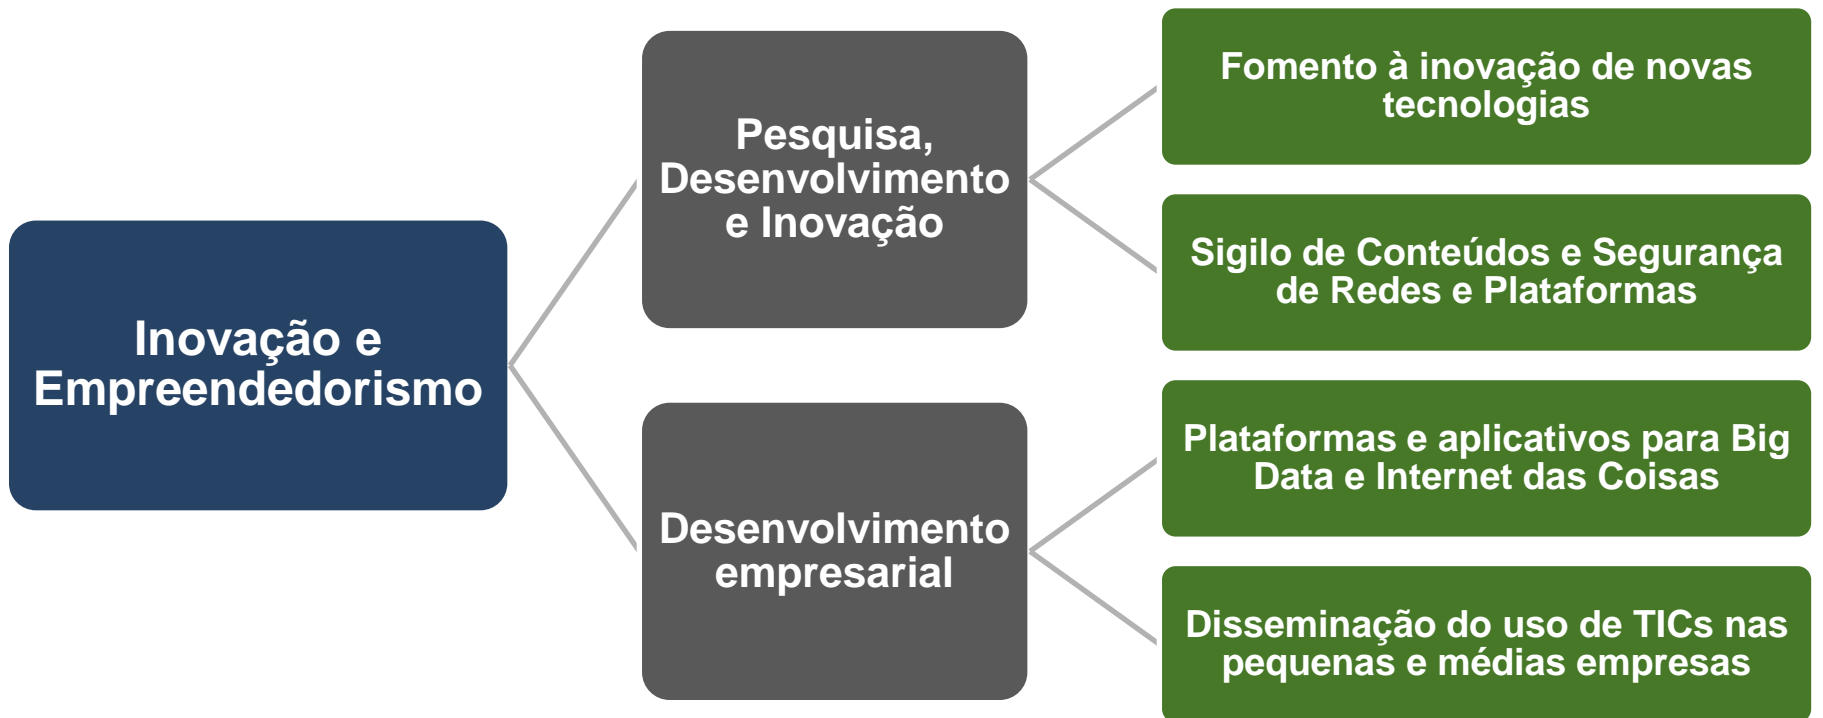 Inovação e
Empreendedorismo
Pesquisa,
Desenvolvimento
e Inovação
Fomento à inovação de novas
tecnologias
Sigilo de Conteúdos e Segurança
de Redes e Plataformas
Desenvolvimento
empresarial
Plataformas e aplicativos para Big
Data e Internet das Coisas
Disseminação do uso de TICs nas
pequenas e médias empresas